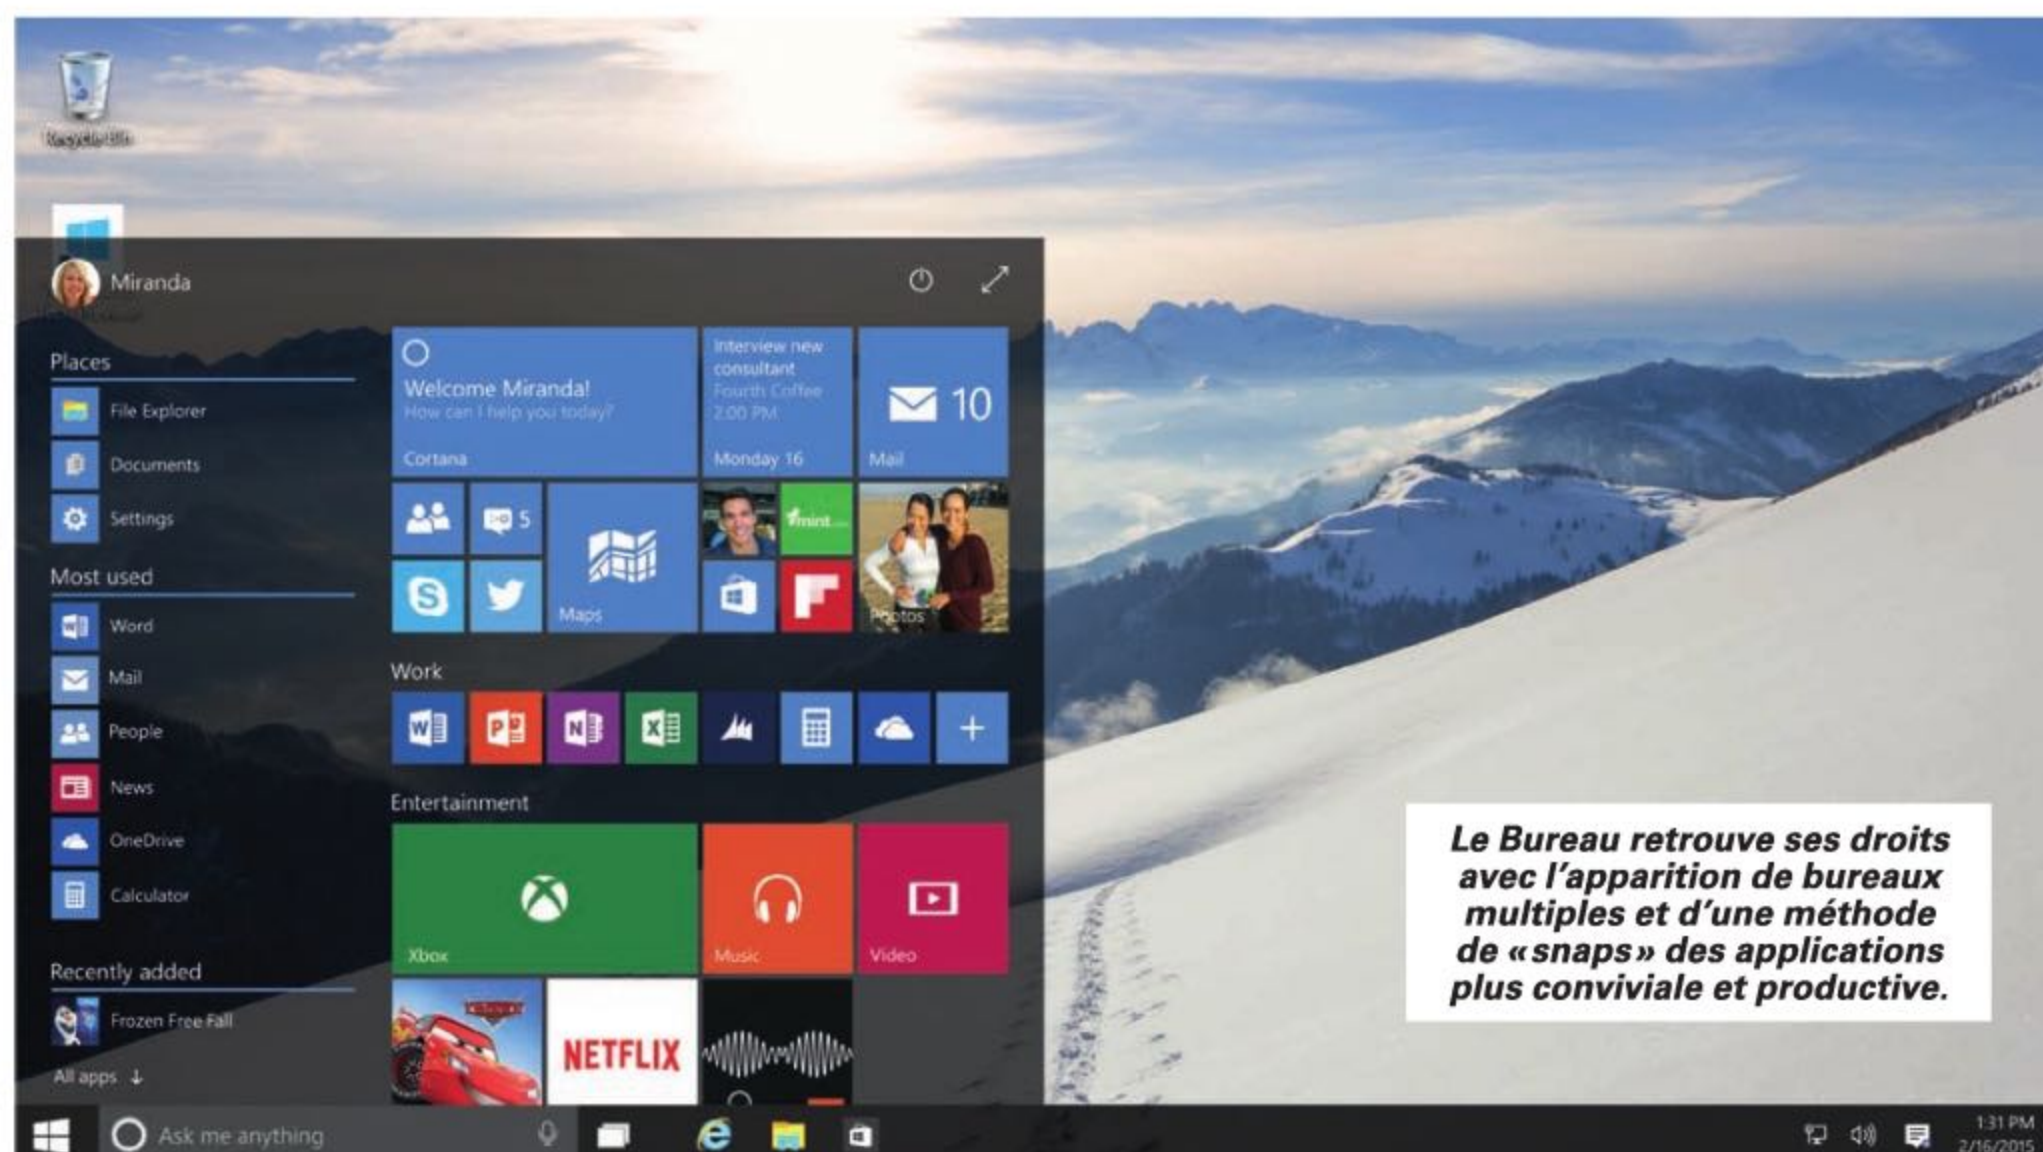 Recycle Bin
Miranda
Places
File Explorer
Documents
Settings
Most used
Word
Mail
People
News
OneDrive
Calculator
Recently added
Frozen Free Fall
All apps ↓
Welcome Miranda!
How can I help you today?
Cortana
Interview new
consultant
Fourth Coffee
2:00 PM
Monday 16
10
Mail
5
Maps
mint
Photos
Work
Entertainment
Xbox
Music
Video
NETFLIX
Le Bureau retrouve ses droits
avec l'apparition de bureaux
multiples et d'une méthode
de «snaps» des applications
plus conviviale et productive.
Ask me anything
1:31 PM
2/16/2015